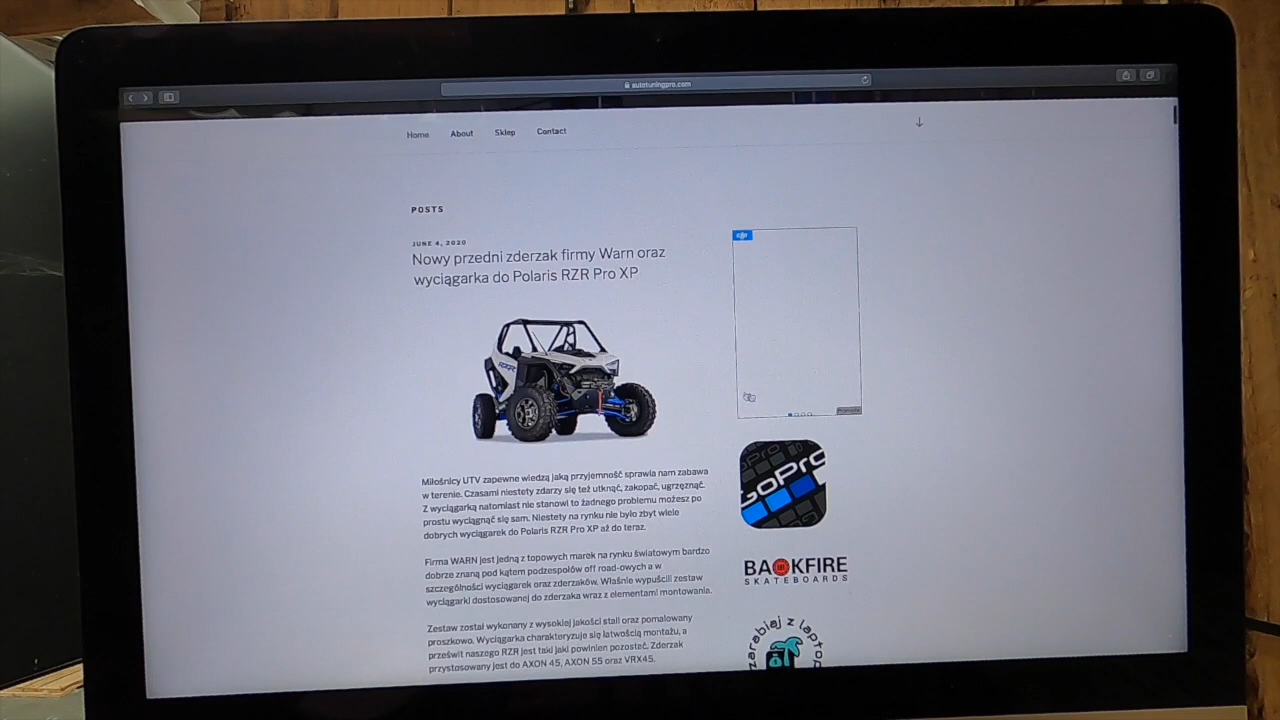 autotuningpro.com
Home About Sklep Contact
POSTS
JUNE 4, 2020
Nowy przedni zderzak firmy Warn oraz
wyciągarka do Polaris RZR Pro XP
dji
RZR
Promocja
Miłośnicy UTV zapewne wiedzą jaką przyjemność sprawia nam zabawa
w terenie. Czasami niestety zdarzy się też utknąć, zakopać, ugrzęznąć.
Z wyciągarką natomiast nie stanowi to żadnego problemu możesz po
prostu wyciągnąć się sam. Niestety na rynku nie było zbyt wiele
dobrych wyciągarek do Polaris RZR Pro XP aż do teraz.
Firma WARN jest jedną z topowych marek na rynku światowym bardzo
dobrze znaną pod kątem podzespołów off road-owych a w
szczególności wyciągarek oraz zderzaków. Właśnie wypuścili zestaw
wyciągarki dostosowanej do zderzaka wraz z elementami montowania.
Zestaw został wykonany z wysokiej jakości stali oraz pomalowany
proszkowo. Wyciągarka charakteryzuje się łatwością montażu, a
prześwit naszego RZR jest taki jaki powinien pozostać. Zderzak
przystosowany jest do AXON 45, AXON 55 oraz VRX45.
GoPro
GoPro
GoPro
BACKFIRE
SKATEBOARDS
zarabiaj z laptop